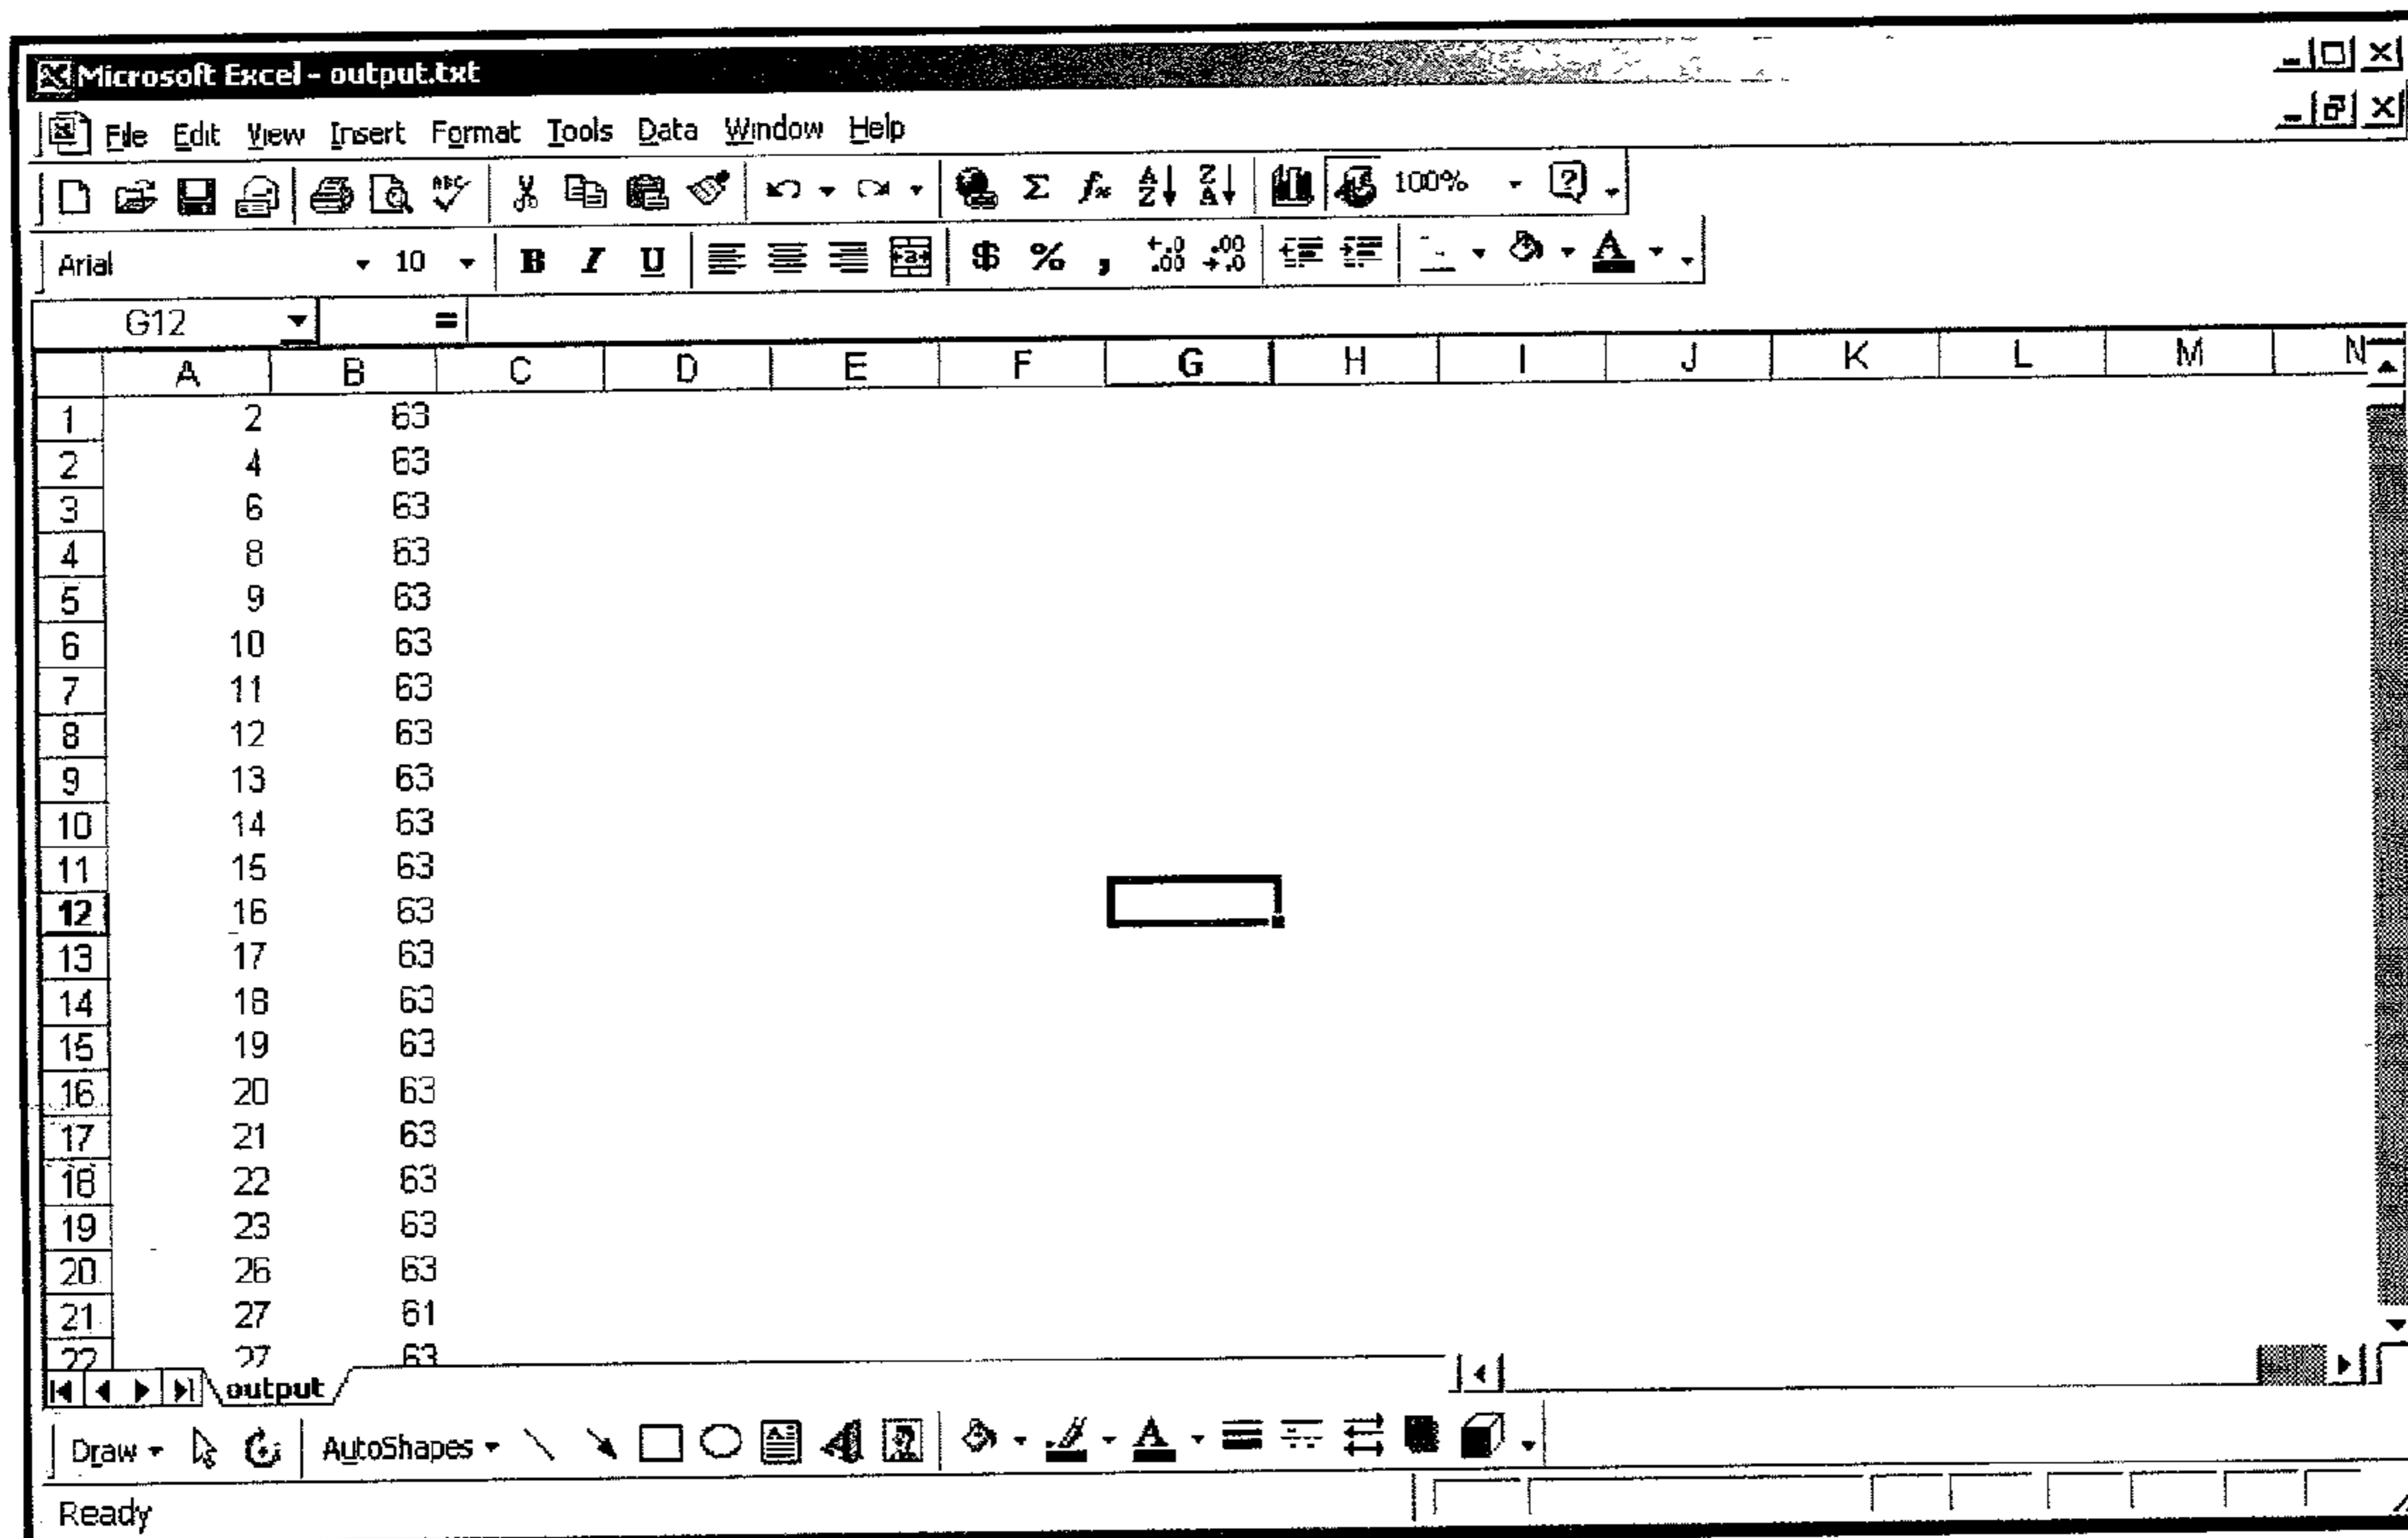 Microsoft Excel - output.txt
File Edit View Insert Format Tools Data Window Help
100%
Arial 10 B I U $ % ,
G12 =
A B C D E F G H I J K L M N
1 2 63
2 4 63
3 6 63
4 8 63
5 9 63
6 10 63
7 11 63
8 12 63
9 13 63
10 14 63
11 15 63
12 16 63
13 17 63
14 18 63
15 19 63
16 20 63
17 21 63
18 22 63
19 23 63
20 26 63
21 27 61
22 27 63
output
Draw AutoShapes
Ready